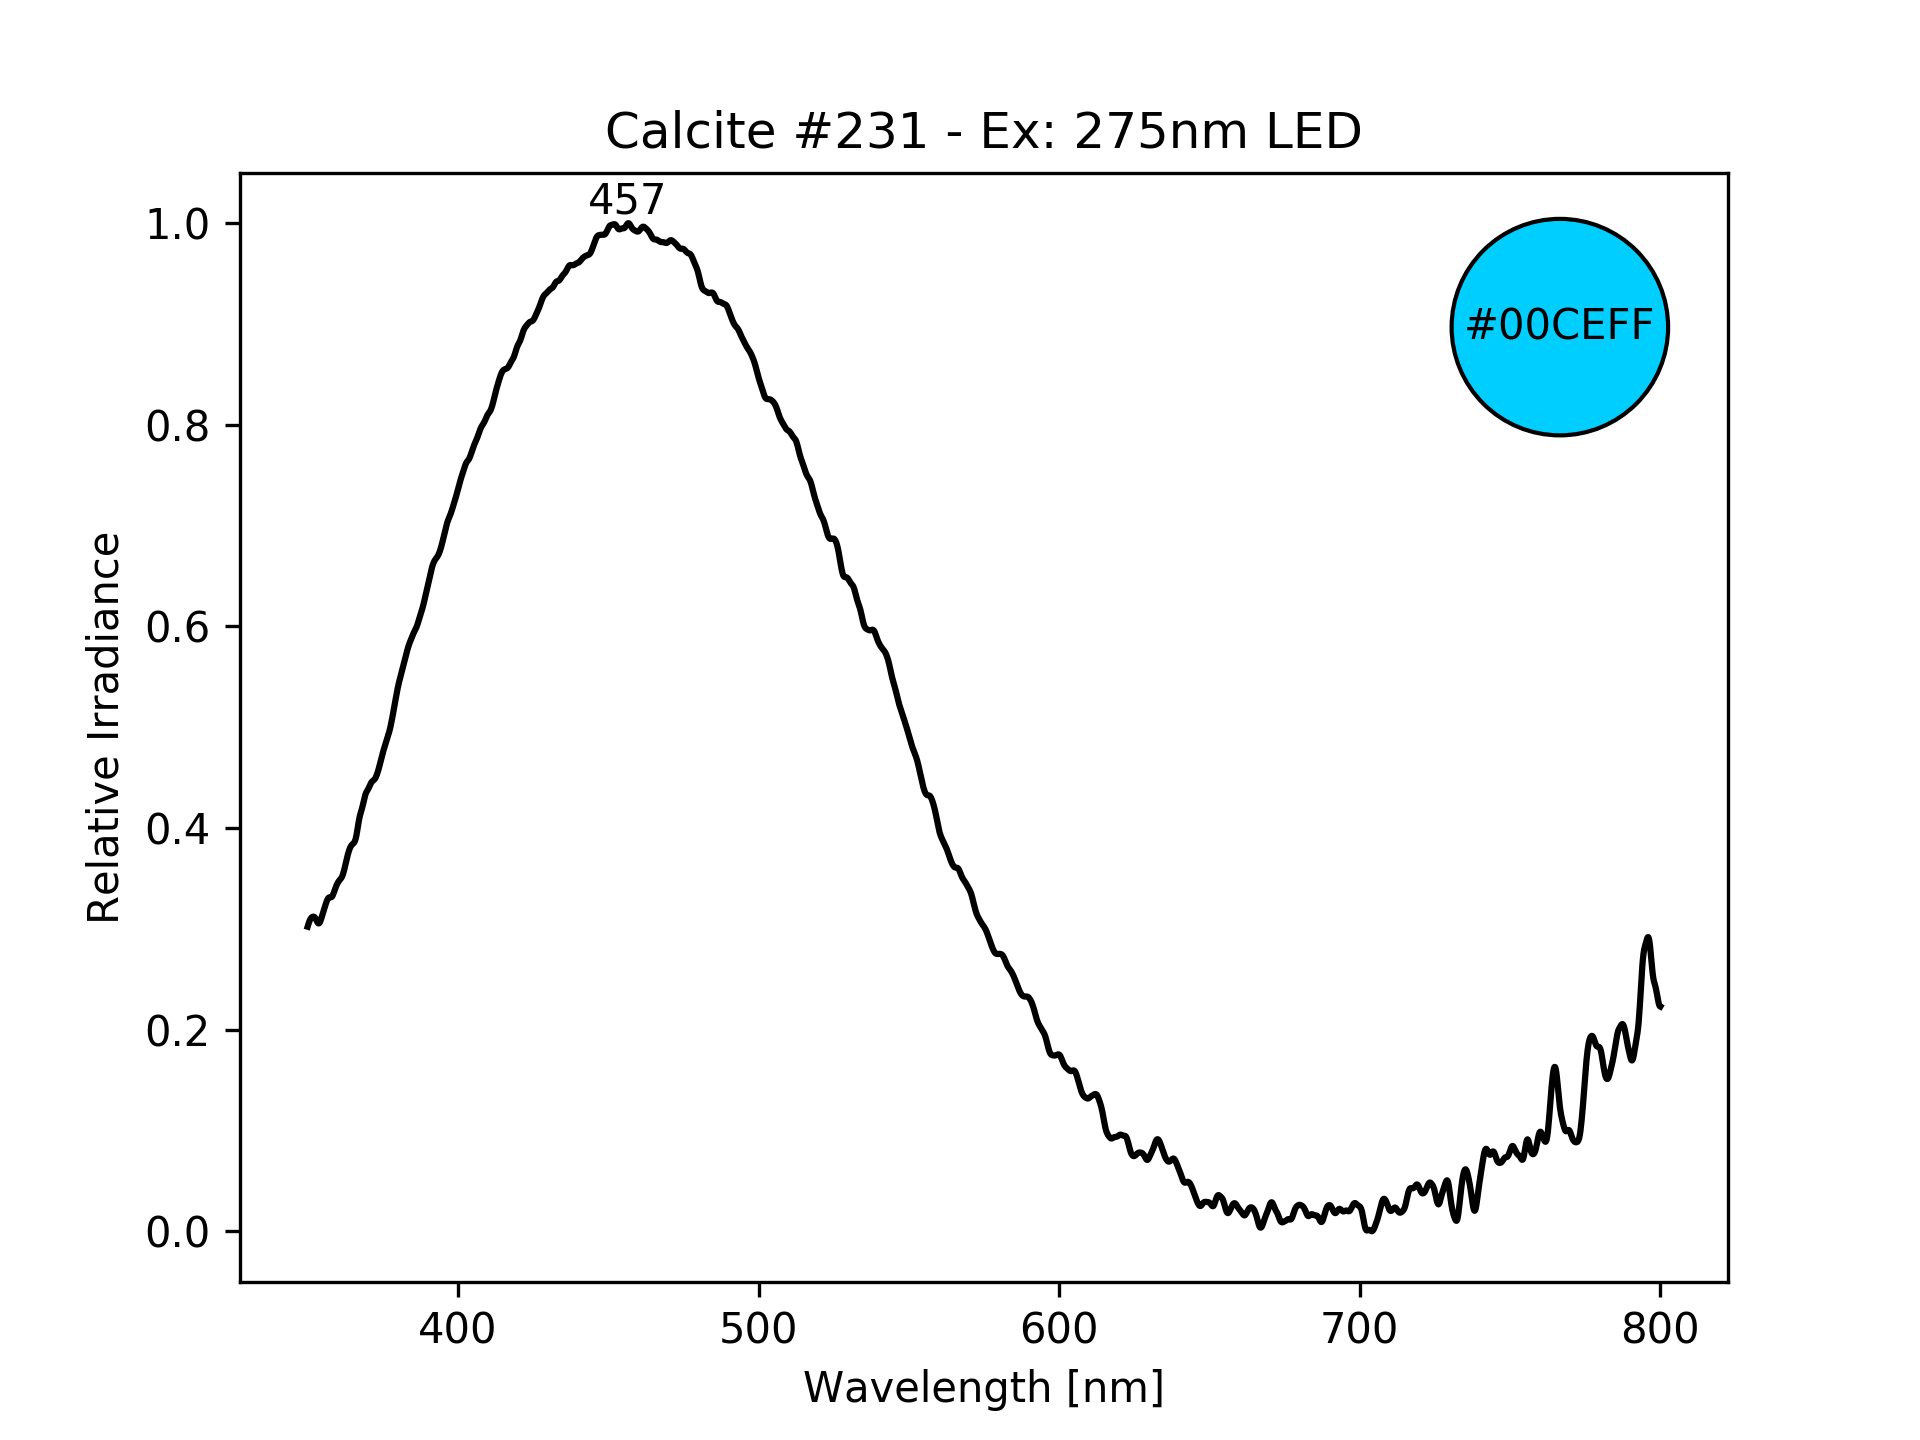 Calcite #231 - Ex: 275nm LED
457
#00CEFF
1.0
0.8
0.6
0.4
0.2
0.0
Relative Irradiance
400 500 600 700 800
Wavelength [nm]